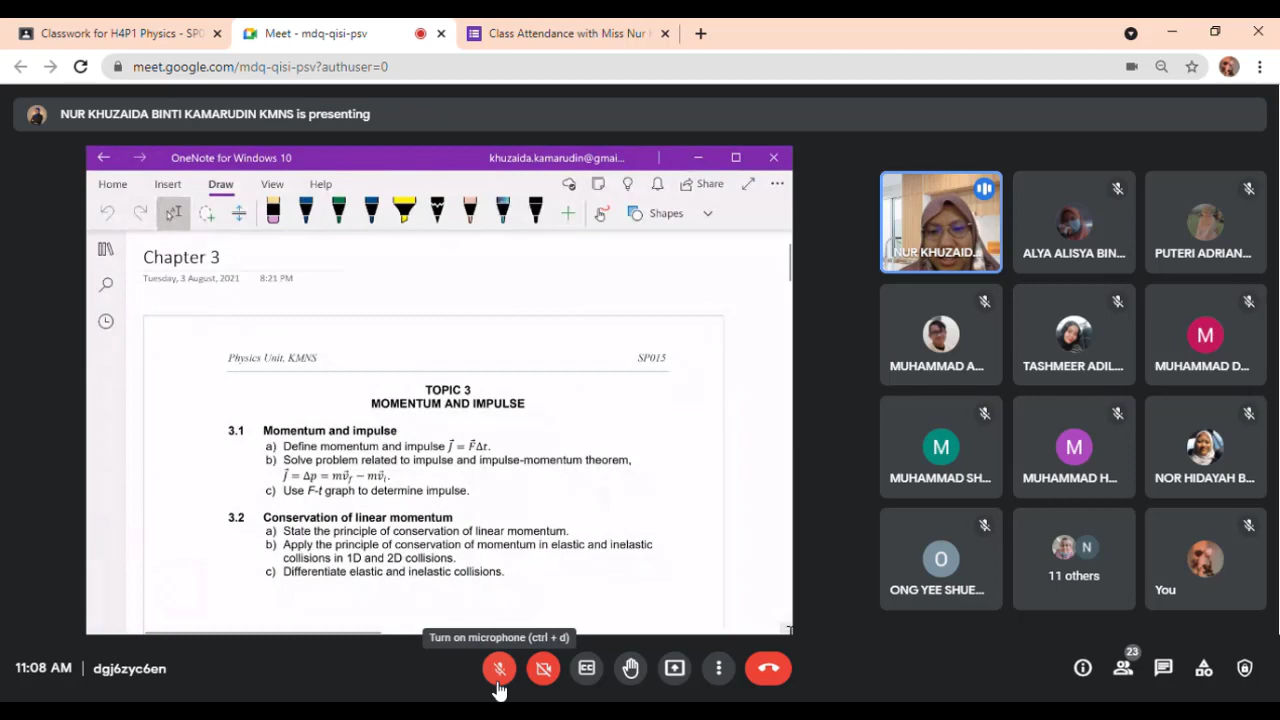 Classwork for H4P1 Physics - SP0
Meet - mdq-qisi-psv
Class Attendance with Miss Nur
meet.google.com/mdq-qisi-psv?authuser=0
NUR KHUZAIDA BINTI KAMARUDIN KMNS is presenting
OneNote for Windows 10
khuzaida.kamarudin@gmai...
Home Insert Draw View Help
Share
Shapes
Chapter 3
Tuesday, 3 August, 2021 8:21 PM
Physics Unit, KMNS SP015
TOPIC 3
MOMENTUM AND IMPULSE
3.1 Momentum and impulse
a) Define momentum and impulse J⃗ = F⃗Δt.
b) Solve problem related to impulse and impulse-momentum theorem,
J⃗ = Δp = mv⃗f − mv⃗i.
c) Use F-t graph to determine impulse.
3.2 Conservation of linear momentum
a) State the principle of conservation of linear momentum.
b) Apply the principle of conservation of momentum in elastic and inelastic
collisions in 1D and 2D collisions.
c) Differentiate elastic and inelastic collisions.
NUR KHUZAID...
ALYA ALISYA BIN...
PUTERI ADRIAN...
MUHAMMAD A...
TASHMEER ADIL...
M
MUHAMMAD D...
M
MUHAMMAD SH...
M
MUHAMMAD H...
NOR HIDAYAH B...
O
ONG YEE SHUE...
N
11 others
You
Turn on microphone (ctrl + d)
11:08 AM dgj6zyc6en
23